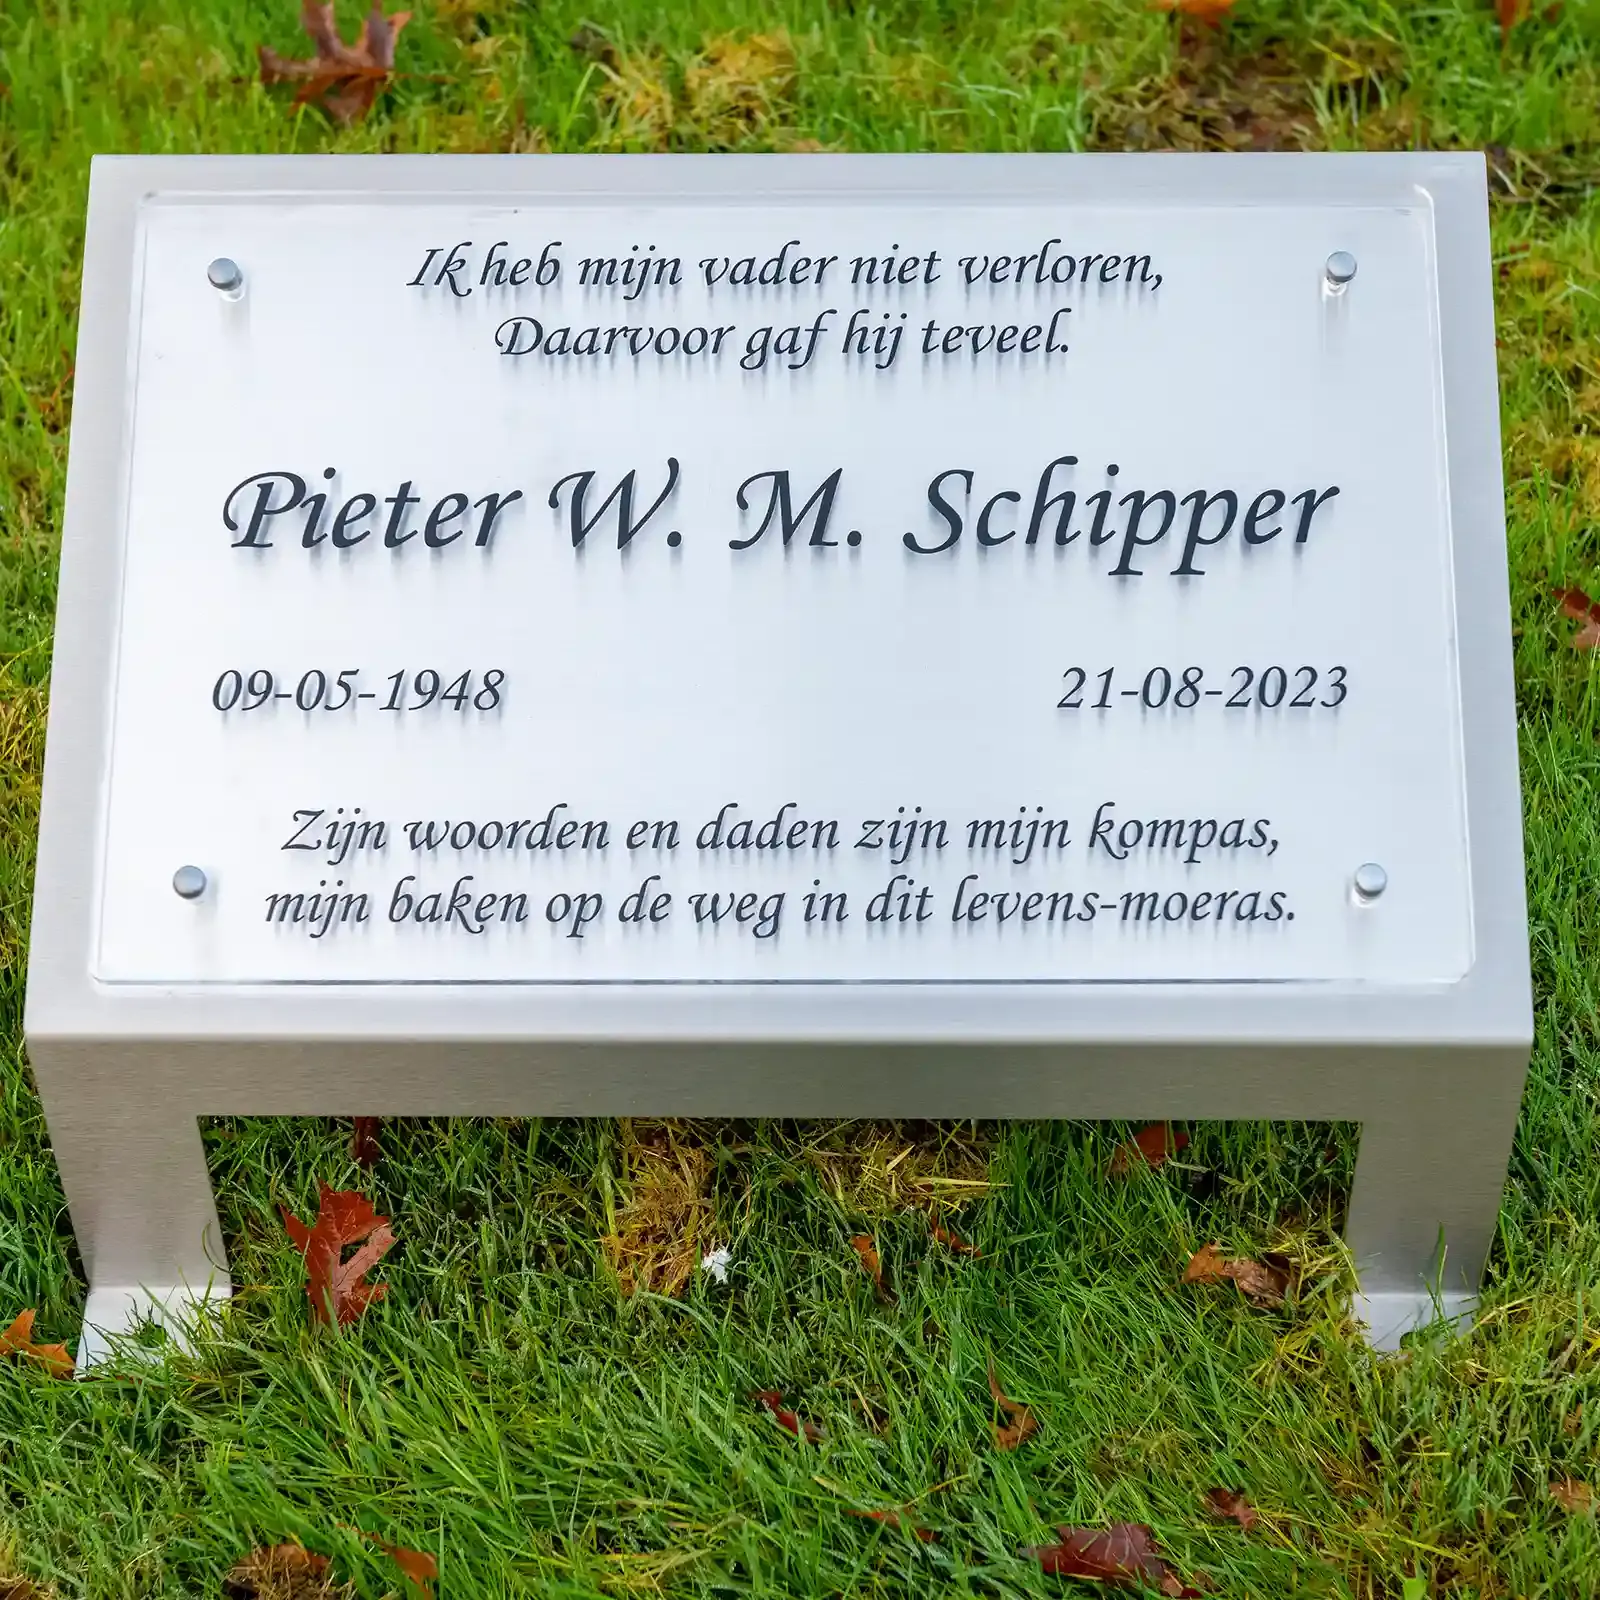 Ik heb mijn vader niet verloren,
Daarvoor gaf hij teveel.
Pieter W. M. Schipper
09-05-1948 21-08-2023
Zijn woorden en daden zijn mijn kompas,
mijn baken op de weg in dit levens-moeras.